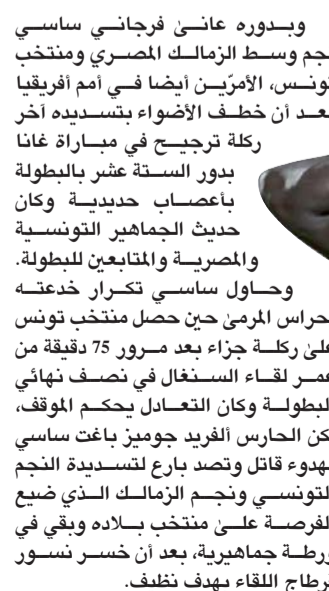 وبدوره عانىٰ فرجاني ساسي
نجم وسط الزمالك المصري ومنتخب
تونس، الأمرّين أيضا في أمم أفريقيا
بعد أن خطف الأضواء بتسديده آخر
ركلة ترجيح في مباراة غانا
بدور الستة عشر بالبطولة
بأعصاب حديدية وكان
حديث الجماهير التونسية
والمصرية والمتابعين للبطولة.
وحاول ساسي تكرار خدعته
لحراس المرمىٰ حين حصل منتخب تونس
علىٰ ركلة جزاء بعد مرور 75 دقيقة من
عمر لقاء السنغال في نصف نهائي
البطولة وكان التعادل يحكم الموقف،
لكن الحارس ألفريد جوميز باغت ساسي
بهدوء قاتل وتصد بارع لتسديدة النجم
التونسي ونجم الزمالك الذي ضيع
الفرصة علىٰ منتخب بلاده وبقي في
ورطة جماهيرية، بعد أن خسر نسور
قرطاج اللقاء بهدف نظيف.